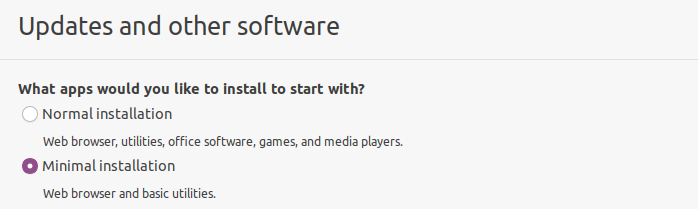 Updates and other software
What apps would you like to install to start with?
Normal installation
Web browser, utilities, office software, games, and media players.
Minimal installation
Web browser and basic utilities.